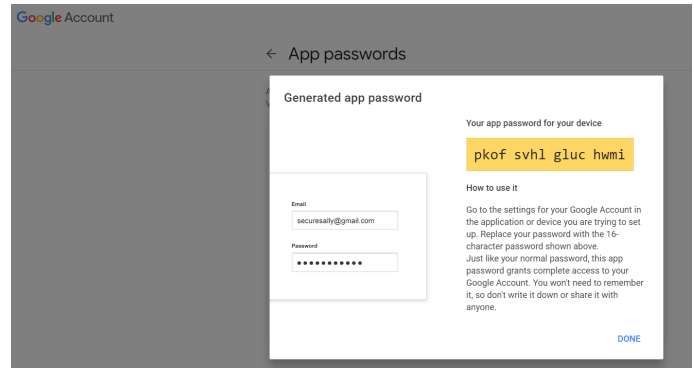 Google Account
← App passwords
Generated app password
Your app password for your device
pkof svhl gluc hwmi
How to use it
Go to the settings for your Google Account in
the application or device you are trying to set
up. Replace your password with the 16-
character password shown above.
Just like your normal password, this app
password grants complete access to your
Google Account. You won't need to remember
it, so don't write it down or share it with
anyone.
Email
securesally@gmail.com
Password
●●●●●●●●●●●
DONE